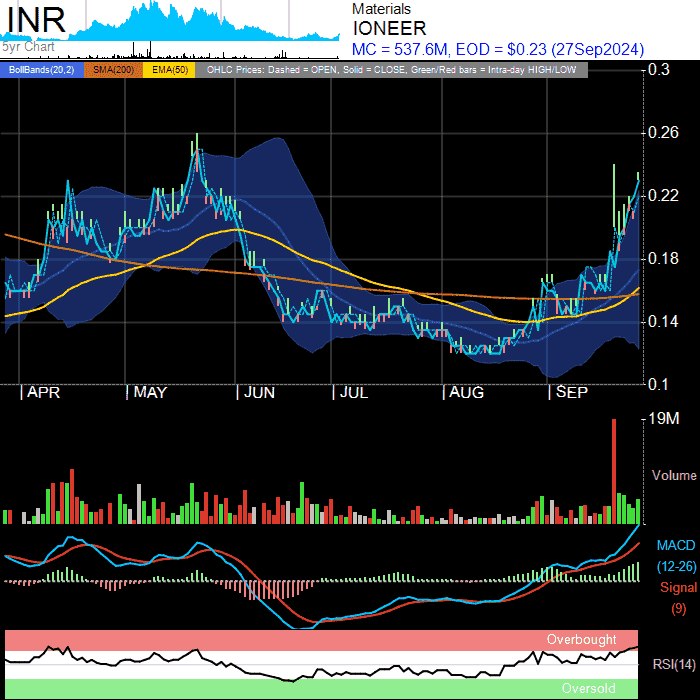 INR
5yr Chart
Materials
IONEER
MC = 537.6M, EOD = $0.23 (27Sep2024)
BollBands(20,2) SMA(200) EMA(50) OHLC Prices: Dashed = OPEN, Solid = CLOSE, Green/Red bars = Intra-day HIGH/LOW
0.3
0.26
0.22
0.18
0.14
0.1
APR MAY JUN JUL AUG SEP
19M
Volume
MACD
(12-26)
Signal
(9)
Overbought
RSI(14)
Oversold